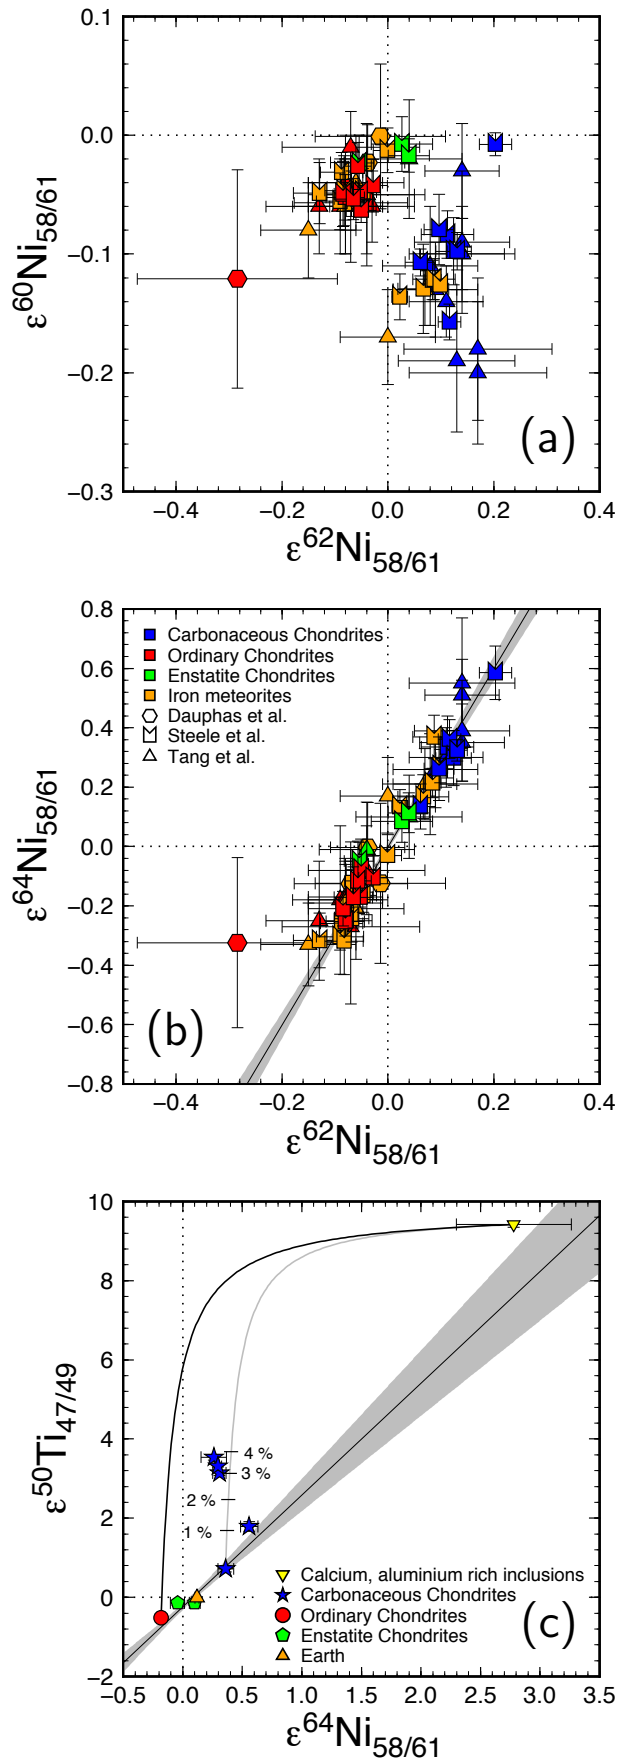 0.1
0.0
−0.1
−0.2
−0.3
ε60Ni58/61
−0.4
−0.2
0.0
0.2
0.4
ε62Ni58/61
(a)
0.8
0.6
0.4
0.2
0.0
−0.2
−0.4
−0.6
−0.8
ε64Ni58/61
Carbonaceous Chondrites
Ordinary Chondrites
Enstatite Chondrites
Iron meteorites
Dauphas et al.
Steele et al.
Tang et al.
(b)
−0.4
−0.2
0.0
0.2
0.4
ε62Ni58/61
10
8
6
4
2
0
−2
ε50Ti47/49
4 %
3 %
2 %
1 %
Calcium, aluminium rich inclusions
Carbonaceous Chondrites
Ordinary Chondrites
Enstatite Chondrites
Earth
(c)
−0.5
0.0
0.5
1.0
1.5
2.0
2.5
3.0
3.5
ε64Ni58/61